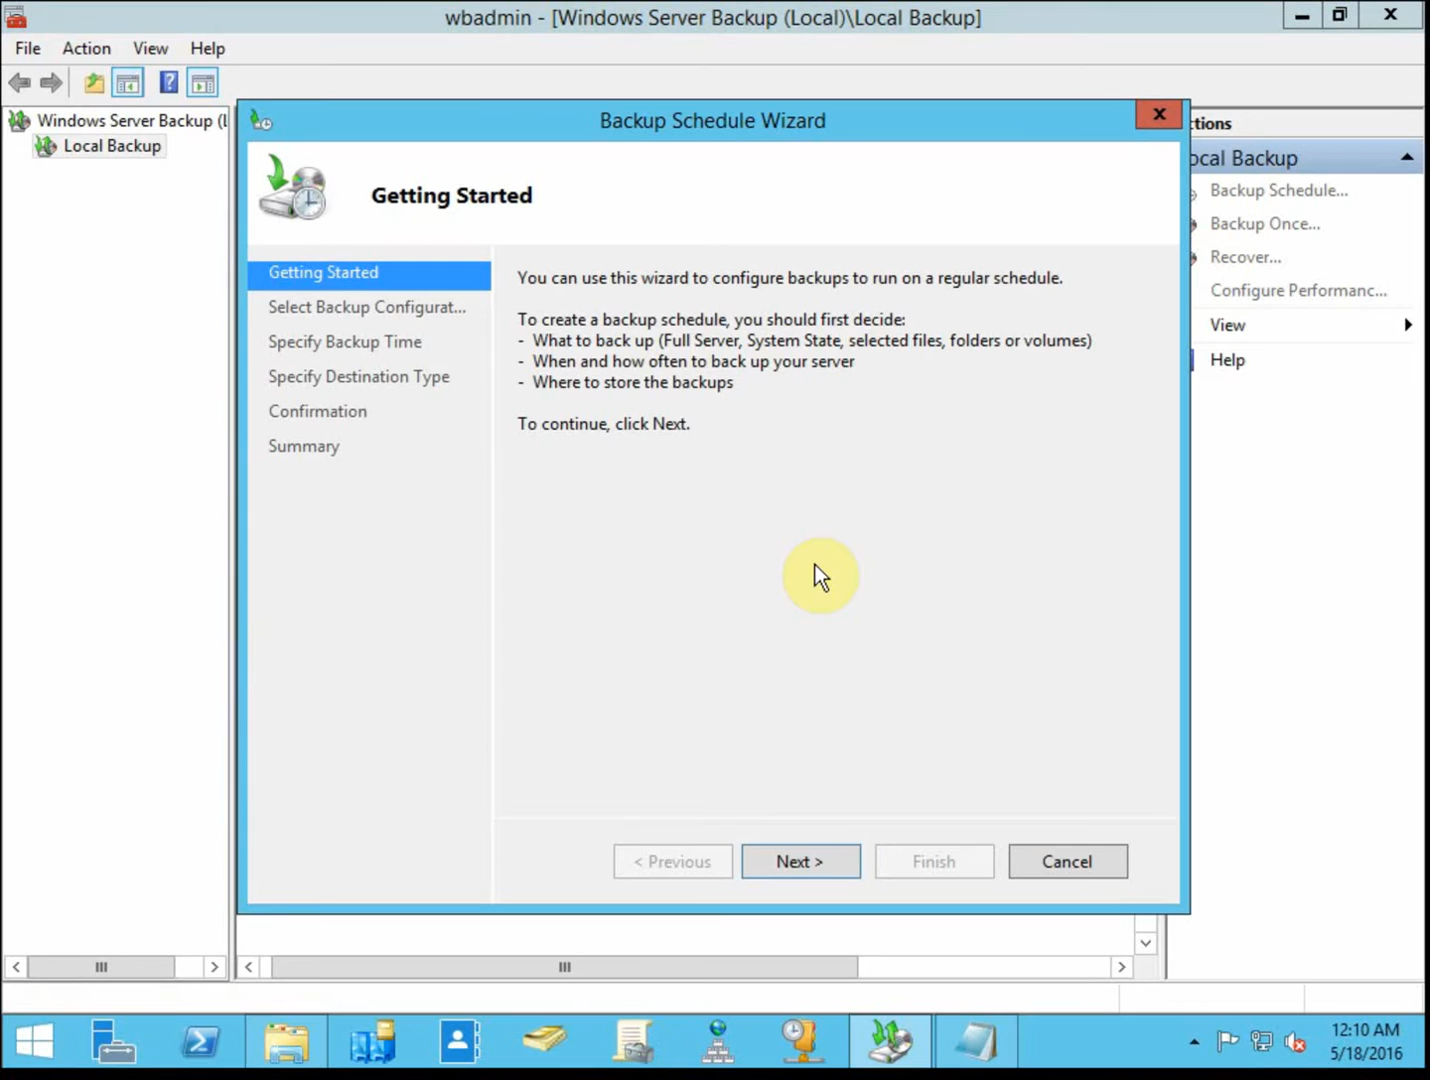 wbadmin - [Windows Server Backup (Local)\Local Backup]
File Action View Help
Windows Server Backup (L
Local Backup
Backup Schedule Wizard
Getting Started
Getting Started
Select Backup Configurat...
Specify Backup Time
Specify Destination Type
Confirmation
Summary
You can use this wizard to configure backups to run on a regular schedule.
To create a backup schedule, you should first decide:
- What to back up (Full Server, System State, selected files, folders or volumes)
- When and how often to back up your server
- Where to store the backups
To continue, click Next.
< Previous
Next >
Finish
Cancel
ctions
ocal Backup
Backup Schedule...
Backup Once...
Recover...
Configure Performanc...
View
Help
12:10 AM
5/18/2016